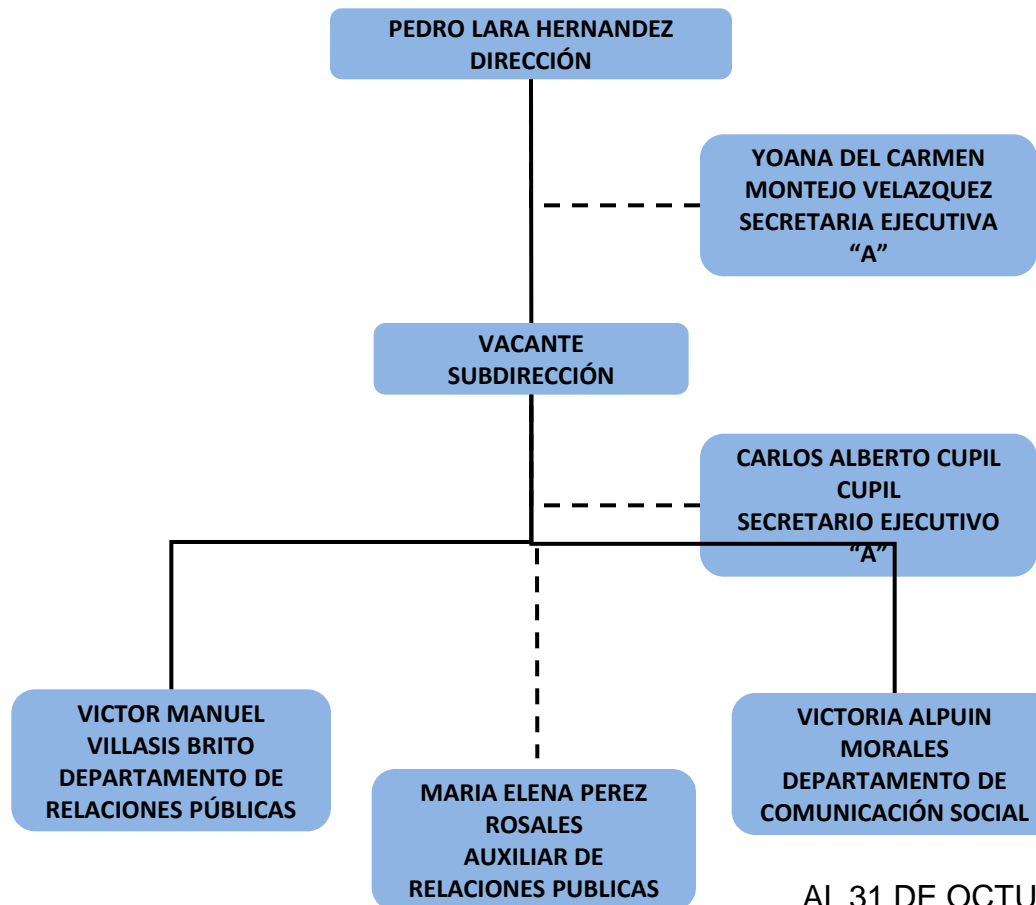 PEDRO LARA HERNANDEZ
DIRECCIÓN
YOANA DEL CARMEN
MONTEJO VELAZQUEZ
SECRETARIA EJECUTIVA
“A”
VACANTE
SUBDIRECCIÓN
CARLOS ALBERTO CUPIL
CUPIL
SECRETARIO EJECUTIVO
“A”
VICTOR MANUEL
VILLASIS BRITO
DEPARTAMENTO DE
RELACIONES PÚBLICAS
MARIA ELENA PEREZ
ROSALES
AUXILIAR DE
RELACIONES PUBLICAS
VICTORIA ALPUIN
MORALES
DEPARTAMENTO DE
COMUNICACIÓN SOCIAL
AL 31 DE OCTU